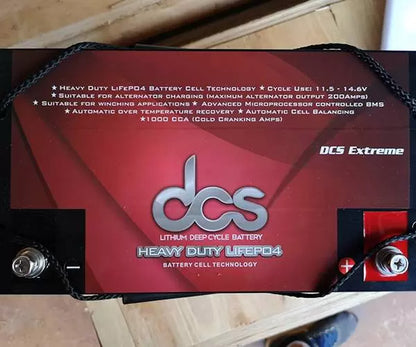 ★ Heavy Duty LiFePO4 Battery Cell Technology ★ Cycle Use: 11.5 - 14.6V
★ Suitable for alternator charging (maximum alternator output 200Amps)
★ Suitable for winching applications ★ Advanced Microprocessor controlled BMS
★ Automatic over temperature recovery ★ Automatic Cell Balancing
★1000 CCA (Cold Cranking Amps)
DCS Extreme
dcs
LITHIUM DEEP CYCLE BATTERY
HEAVY DUTY LIFEPO4
BATTERY CELL TECHNOLOGY
− +